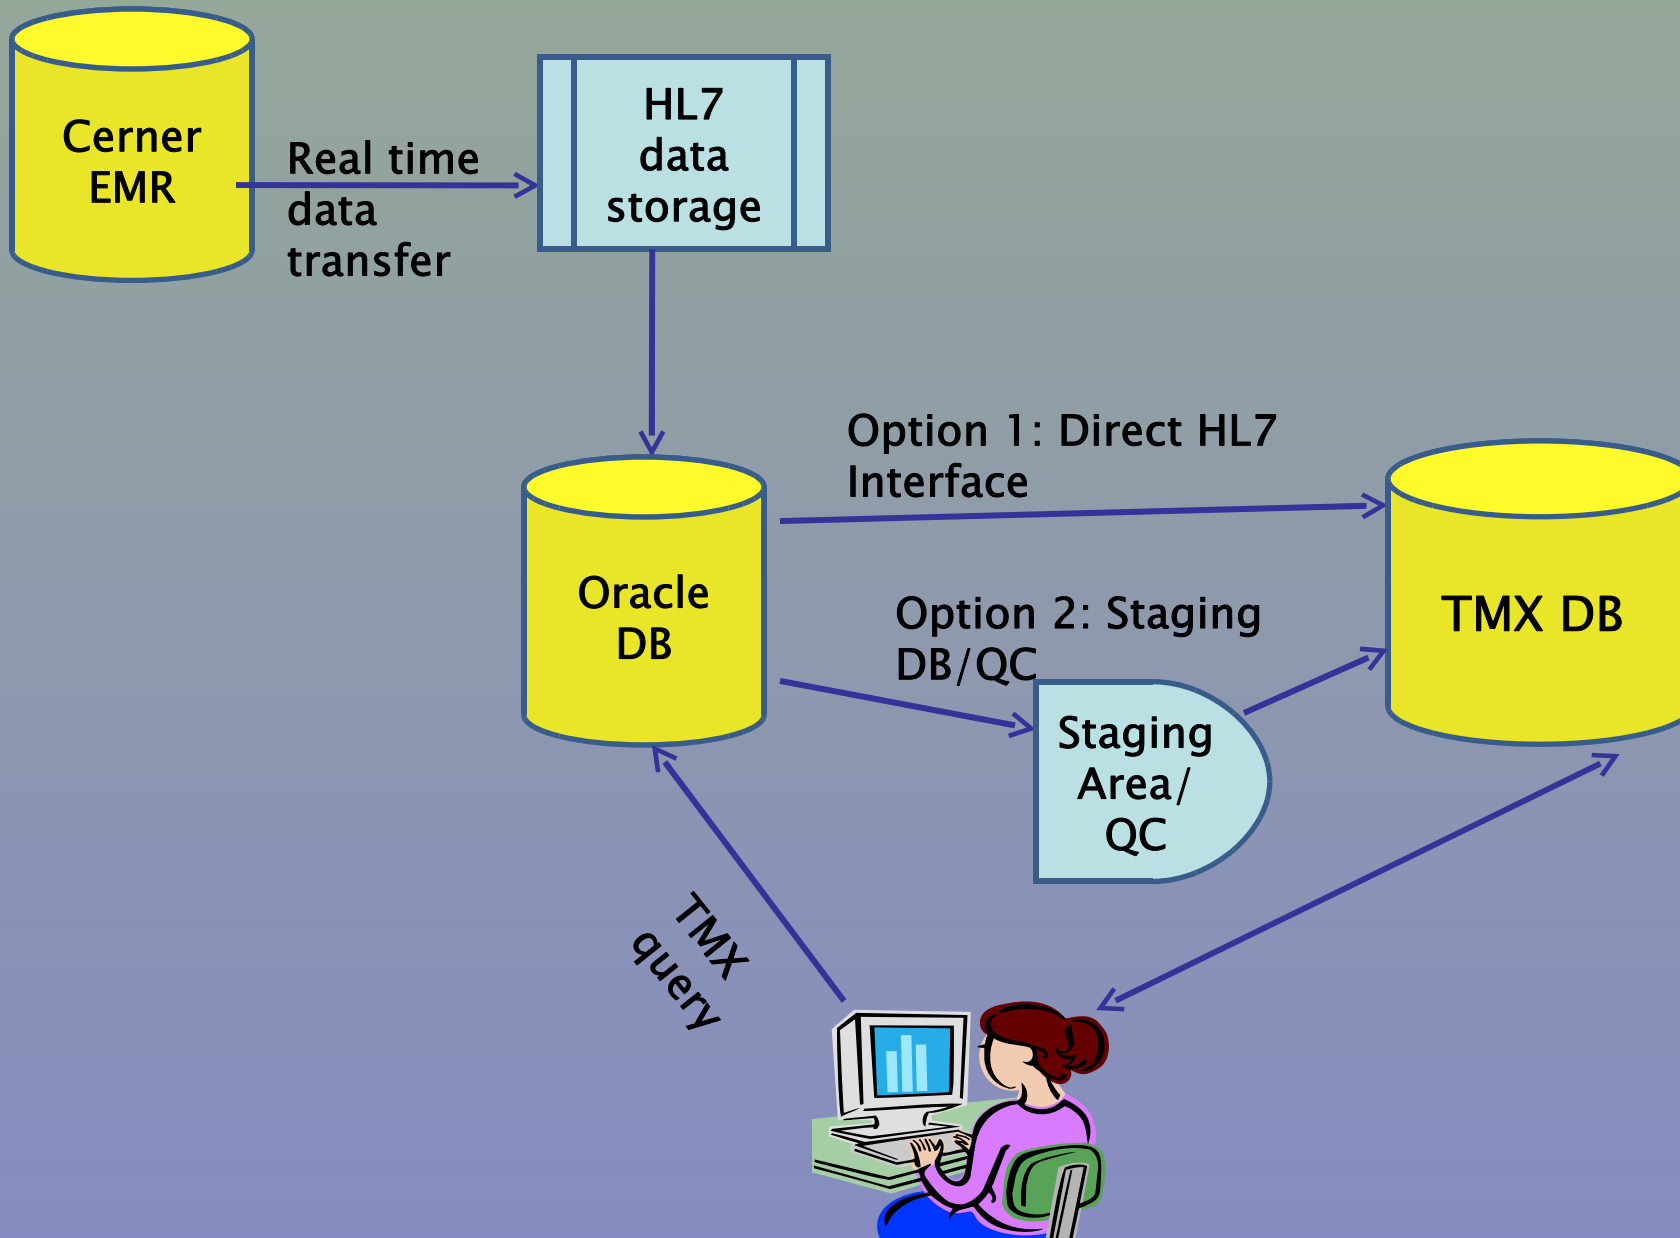 Cerner
EMR
Real time
data
transfer
HL7
data
storage
Option 1: Direct HL7
Interface
Oracle
DB
Option 2: Staging
DB/QC
TMX DB
Staging
Area/
QC
TMX
query